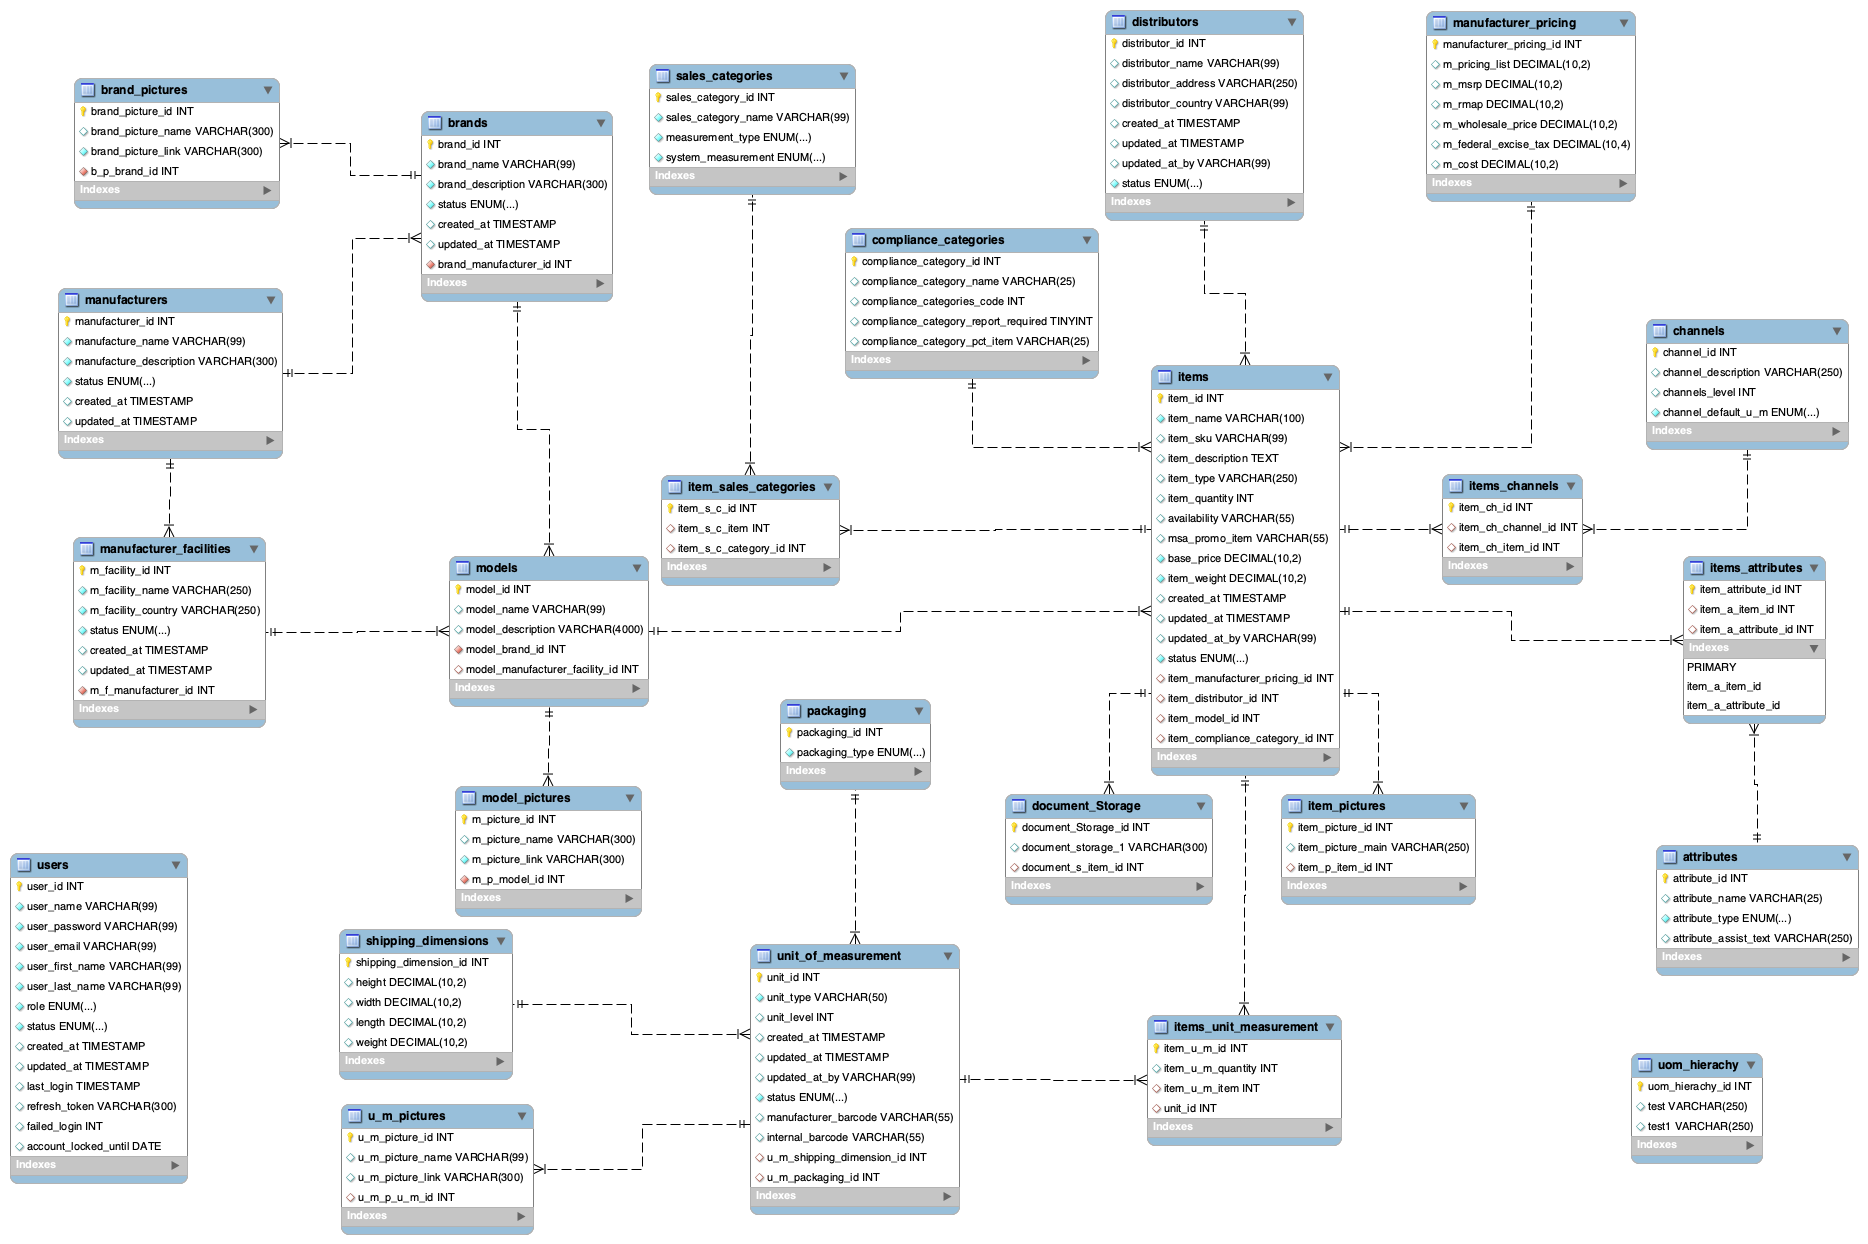 distributors
distributor_id INT
distributor_name VARCHAR(99)
distributor_address VARCHAR(250)
distributor_country VARCHAR(99)
created_at TIMESTAMP
updated_at TIMESTAMP
updated_at_by VARCHAR(99)
status ENUM(...)
Indexes
manufacturer_pricing
manufacturer_pricing_id INT
m_pricing_list DECIMAL(10,2)
m_msrp DECIMAL(10,2)
m_rmap DECIMAL(10,2)
m_wholesale_price DECIMAL(10,2)
m_federal_excise_tax DECIMAL(10,4)
m_cost DECIMAL(10,2)
Indexes
sales_categories
sales_category_id INT
sales_category_name VARCHAR(99)
measurement_type ENUM(...)
system_measurement ENUM(...)
Indexes
brand_pictures
brand_picture_id INT
brand_picture_name VARCHAR(300)
brand_picture_link VARCHAR(300)
b_p_brand_id INT
Indexes
brands
brand_id INT
brand_name VARCHAR(99)
brand_description VARCHAR(300)
status ENUM(...)
created_at TIMESTAMP
updated_at TIMESTAMP
brand_manufacturer_id INT
Indexes
compliance_categories
compliance_category_id INT
compliance_category_name VARCHAR(25)
compliance_categories_code INT
compliance_category_report_required TINYINT
compliance_category_pct_item VARCHAR(25)
Indexes
manufacturers
manufacturer_id INT
manufacture_name VARCHAR(99)
manufacture_description VARCHAR(300)
status ENUM(...)
created_at TIMESTAMP
updated_at TIMESTAMP
Indexes
channels
channel_id INT
channel_description VARCHAR(250)
channels_level INT
channel_default_u_m ENUM(...)
Indexes
items
item_id INT
item_name VARCHAR(100)
item_sku VARCHAR(99)
item_description TEXT
item_type VARCHAR(250)
item_quantity INT
availability VARCHAR(55)
msa_promo_item VARCHAR(55)
base_price DECIMAL(10,2)
item_weight DECIMAL(10,2)
created_at TIMESTAMP
updated_at TIMESTAMP
updated_at_by VARCHAR(99)
status ENUM(...)
item_manufacturer_pricing_id INT
item_distributor_id INT
item_model_id INT
item_compliance_category_id INT
Indexes
item_sales_categories
item_s_c_id INT
item_s_c_item INT
item_s_c_category_id INT
Indexes
items_channels
item_ch_id INT
item_ch_channel_id INT
item_ch_item_id INT
Indexes
manufacturer_facilities
m_facility_id INT
m_facility_name VARCHAR(250)
m_facility_country VARCHAR(250)
status ENUM(...)
created_at TIMESTAMP
updated_at TIMESTAMP
m_f_manufacturer_id INT
Indexes
models
model_id INT
model_name VARCHAR(99)
model_description VARCHAR(4000)
model_brand_id INT
model_manufacturer_facility_id INT
Indexes
items_attributes
item_attribute_id INT
item_a_item_id INT
item_a_attribute_id INT
Indexes
PRIMARY
item_a_item_id
item_a_attribute_id
packaging
packaging_id INT
packaging_type ENUM(...)
Indexes
model_pictures
m_picture_id INT
m_picture_name VARCHAR(300)
m_picture_link VARCHAR(300)
m_p_model_id INT
Indexes
document_Storage
document_Storage_id INT
document_storage_1 VARCHAR(300)
document_s_item_id INT
Indexes
item_pictures
item_picture_id INT
item_picture_main VARCHAR(250)
item_p_item_id INT
Indexes
attributes
attribute_id INT
attribute_name VARCHAR(25)
attribute_type ENUM(...)
attribute_assist_text VARCHAR(250)
Indexes
users
user_id INT
user_name VARCHAR(99)
user_password VARCHAR(99)
user_email VARCHAR(99)
user_first_name VARCHAR(99)
user_last_name VARCHAR(99)
role ENUM(...)
status ENUM(...)
created_at TIMESTAMP
updated_at TIMESTAMP
last_login TIMESTAMP
refresh_token VARCHAR(300)
failed_login INT
account_locked_until DATE
Indexes
shipping_dimensions
shipping_dimension_id INT
height DECIMAL(10,2)
width DECIMAL(10,2)
length DECIMAL(10,2)
weight DECIMAL(10,2)
Indexes
unit_of_measurement
unit_id INT
unit_type VARCHAR(50)
unit_level INT
created_at TIMESTAMP
updated_at TIMESTAMP
updated_at_by VARCHAR(99)
status ENUM(...)
manufacturer_barcode VARCHAR(55)
internal_barcode VARCHAR(55)
u_m_shipping_dimension_id INT
u_m_packaging_id INT
Indexes
items_unit_measurement
item_u_m_id INT
item_u_m_quantity INT
item_u_m_item INT
unit_id INT
Indexes
uom_hierachy
uom_hierachy_id INT
test VARCHAR(250)
test1 VARCHAR(250)
Indexes
u_m_pictures
u_m_picture_id INT
u_m_picture_name VARCHAR(99)
u_m_picture_link VARCHAR(300)
u_m_p_u_m_id INT
Indexes